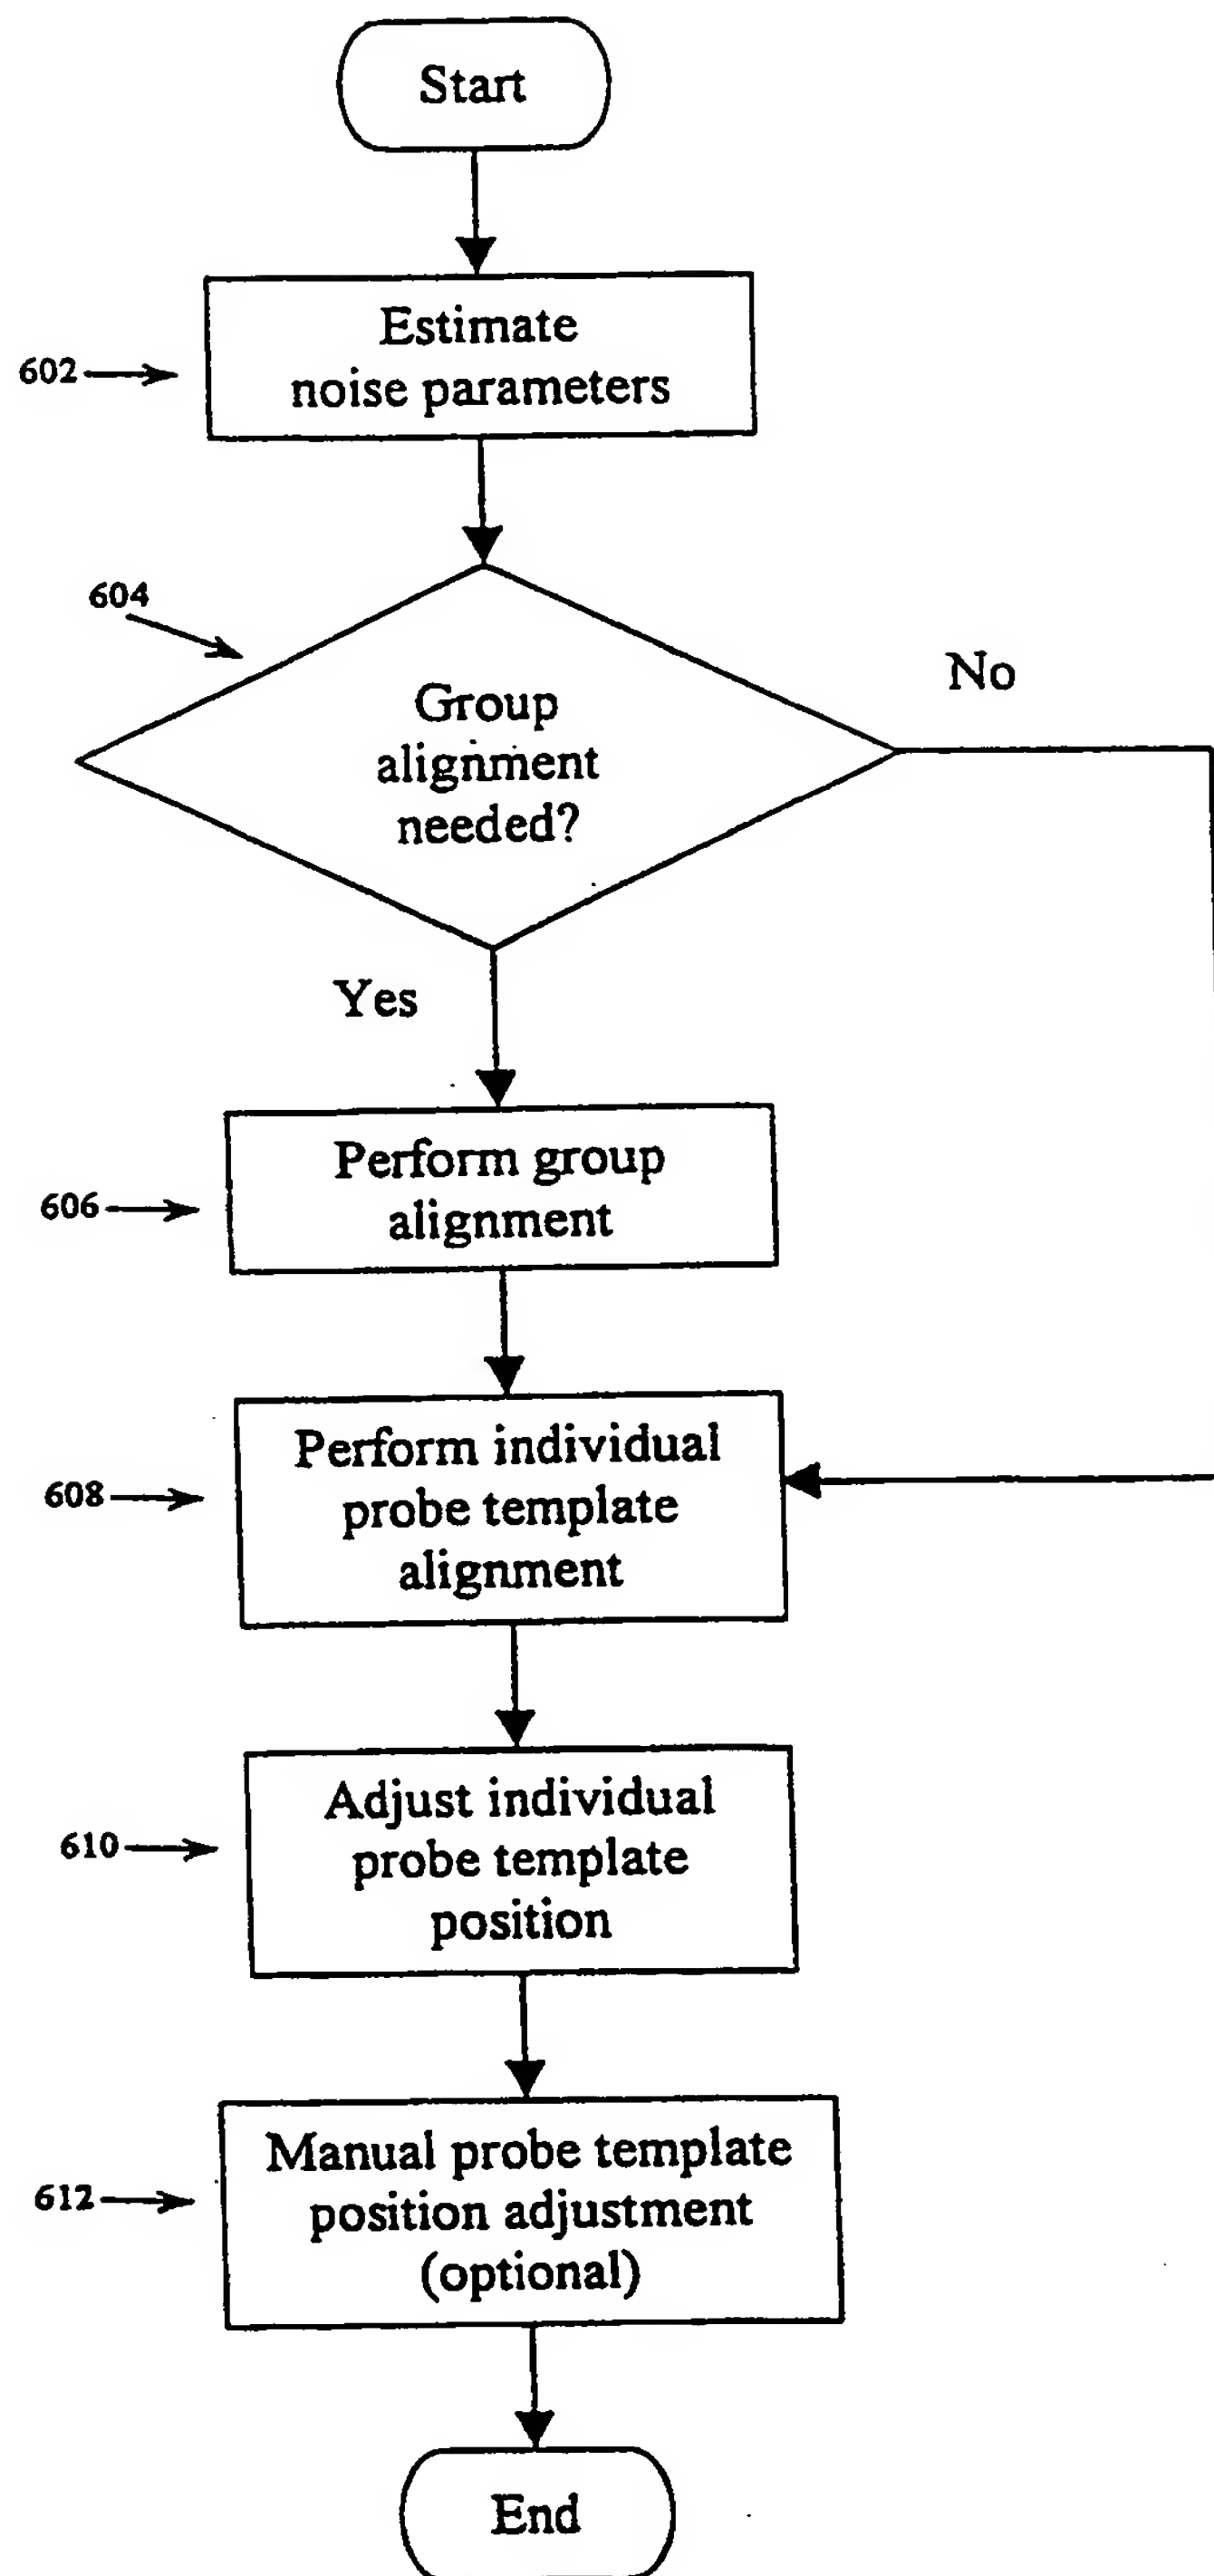 Start
Estimate
noise parameters
602
604
Group
alignment
needed?
No
Yes
Perform group
alignment
606
Perform individual
probe template
alignment
608
Adjust individual
probe template
position
610
Manual probe template
position adjustment
(optional)
612
End